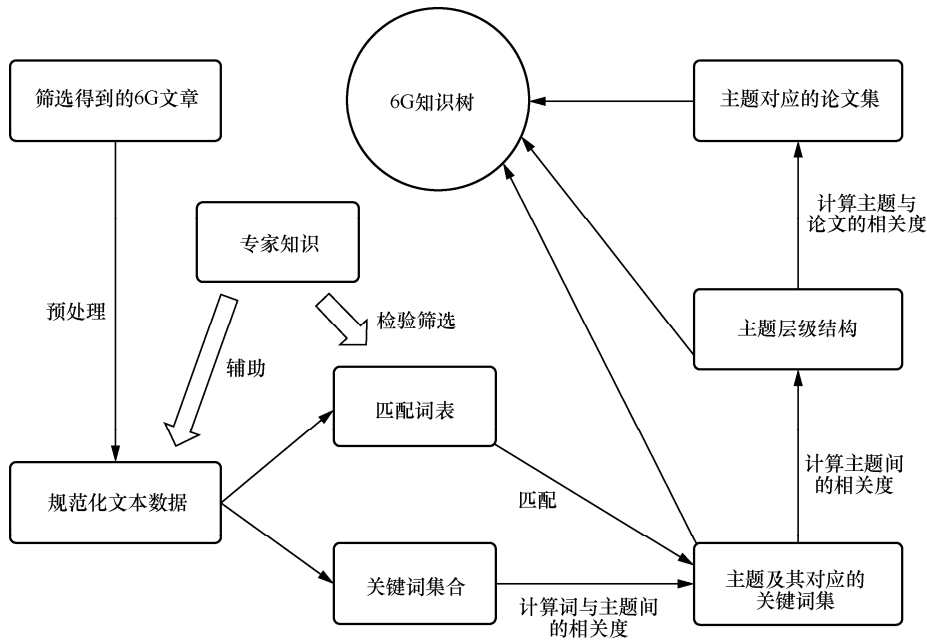 筛选得到的6G文章
6G知识树
主题对应的论文集
计算主题与
论文的相关度
专家知识
预处理
检验筛选
主题层级结构
辅助
匹配词表
计算主题间
的相关度
规范化文本数据
匹配
关键词集合
主题及其对应的
关键词集
计算词与主题间
的相关度